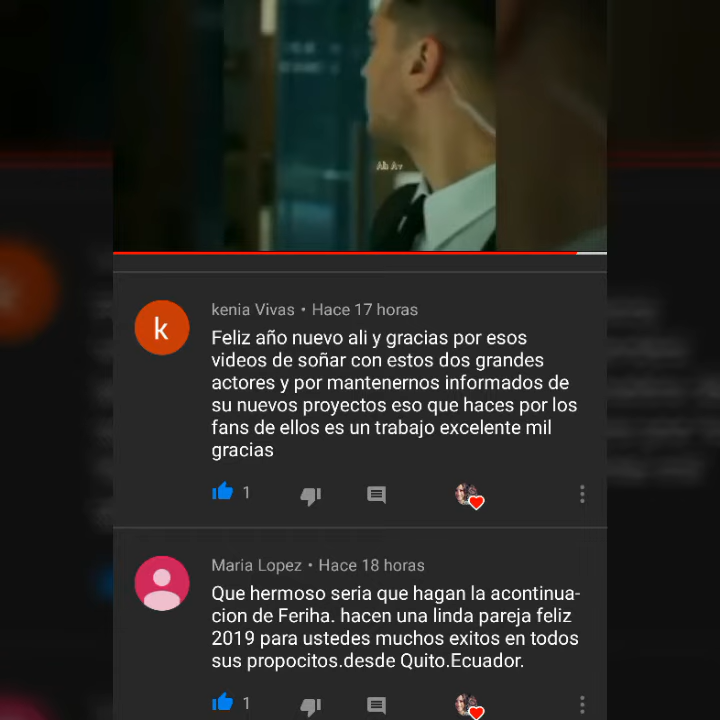 kenia Vivas • Hace 17 horas
k
Feliz año nuevo ali y gracias por esos
videos de soñar con estos dos grandes
actores y por mantenernos informados de
su nuevos proyectos eso que haces por los
fans de ellos es un trabajo excelente mil
gracias
1
Maria Lopez • Hace 18 horas
Que hermoso seria que hagan la acontinua-
cion de Feriha. hacen una linda pareja feliz
2019 para ustedes muchos exitos en todos
sus propocitos.desde Quito.Ecuador.
1